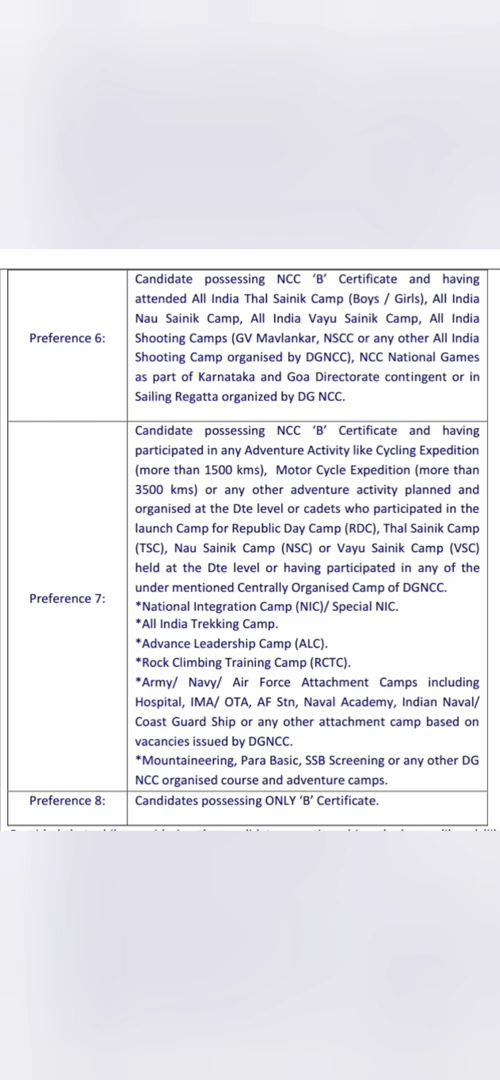 Candidate possessing NCC ‘B’ Certificate and having
attended All India Thal Sainik Camp (Boys / Girls), All India
Nau Sainik Camp, All India Vayu Sainik Camp, All India
Preference 6: Shooting Camps (GV Mavlankar, NSCC or any other All India
Shooting Camp organised by DGNCC), NCC National Games
as part of Karnataka and Goa Directorate contingent or in
Sailing Regatta organized by DG NCC.
Candidate possessing NCC ‘B’ Certificate and having
participated in any Adventure Activity like Cycling Expedition
(more than 1500 kms), Motor Cycle Expedition (more than
3500 kms) or any other adventure activity planned and
organised at the Dte level or cadets who participated in the
launch Camp for Republic Day Camp (RDC), Thal Sainik Camp
(TSC), Nau Sainik Camp (NSC) or Vayu Sainik Camp (VSC)
held at the Dte level or having participated in any of the
under mentioned Centrally Organised Camp of DGNCC.
Preference 7:
*National Integration Camp (NIC)/ Special NIC.
*All India Trekking Camp.
*Advance Leadership Camp (ALC).
*Rock Climbing Training Camp (RCTC).
*Army/ Navy/ Air Force Attachment Camps including
Hospital, IMA/ OTA, AF Stn, Naval Academy, Indian Naval/
Coast Guard Ship or any other attachment camp based on
vacancies issued by DGNCC.
*Mountaineering, Para Basic, SSB Screening or any other DG
NCC organised course and adventure camps.
Preference 8: Candidates possessing ONLY ‘B’ Certificate.